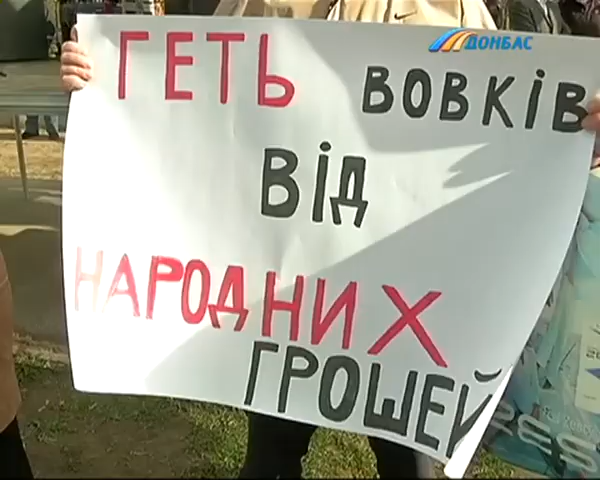 ДОНБАС
ГЕТЬ ВОВКІВ
ВІД
НАРОДНИХ
ГРОШЕЙ